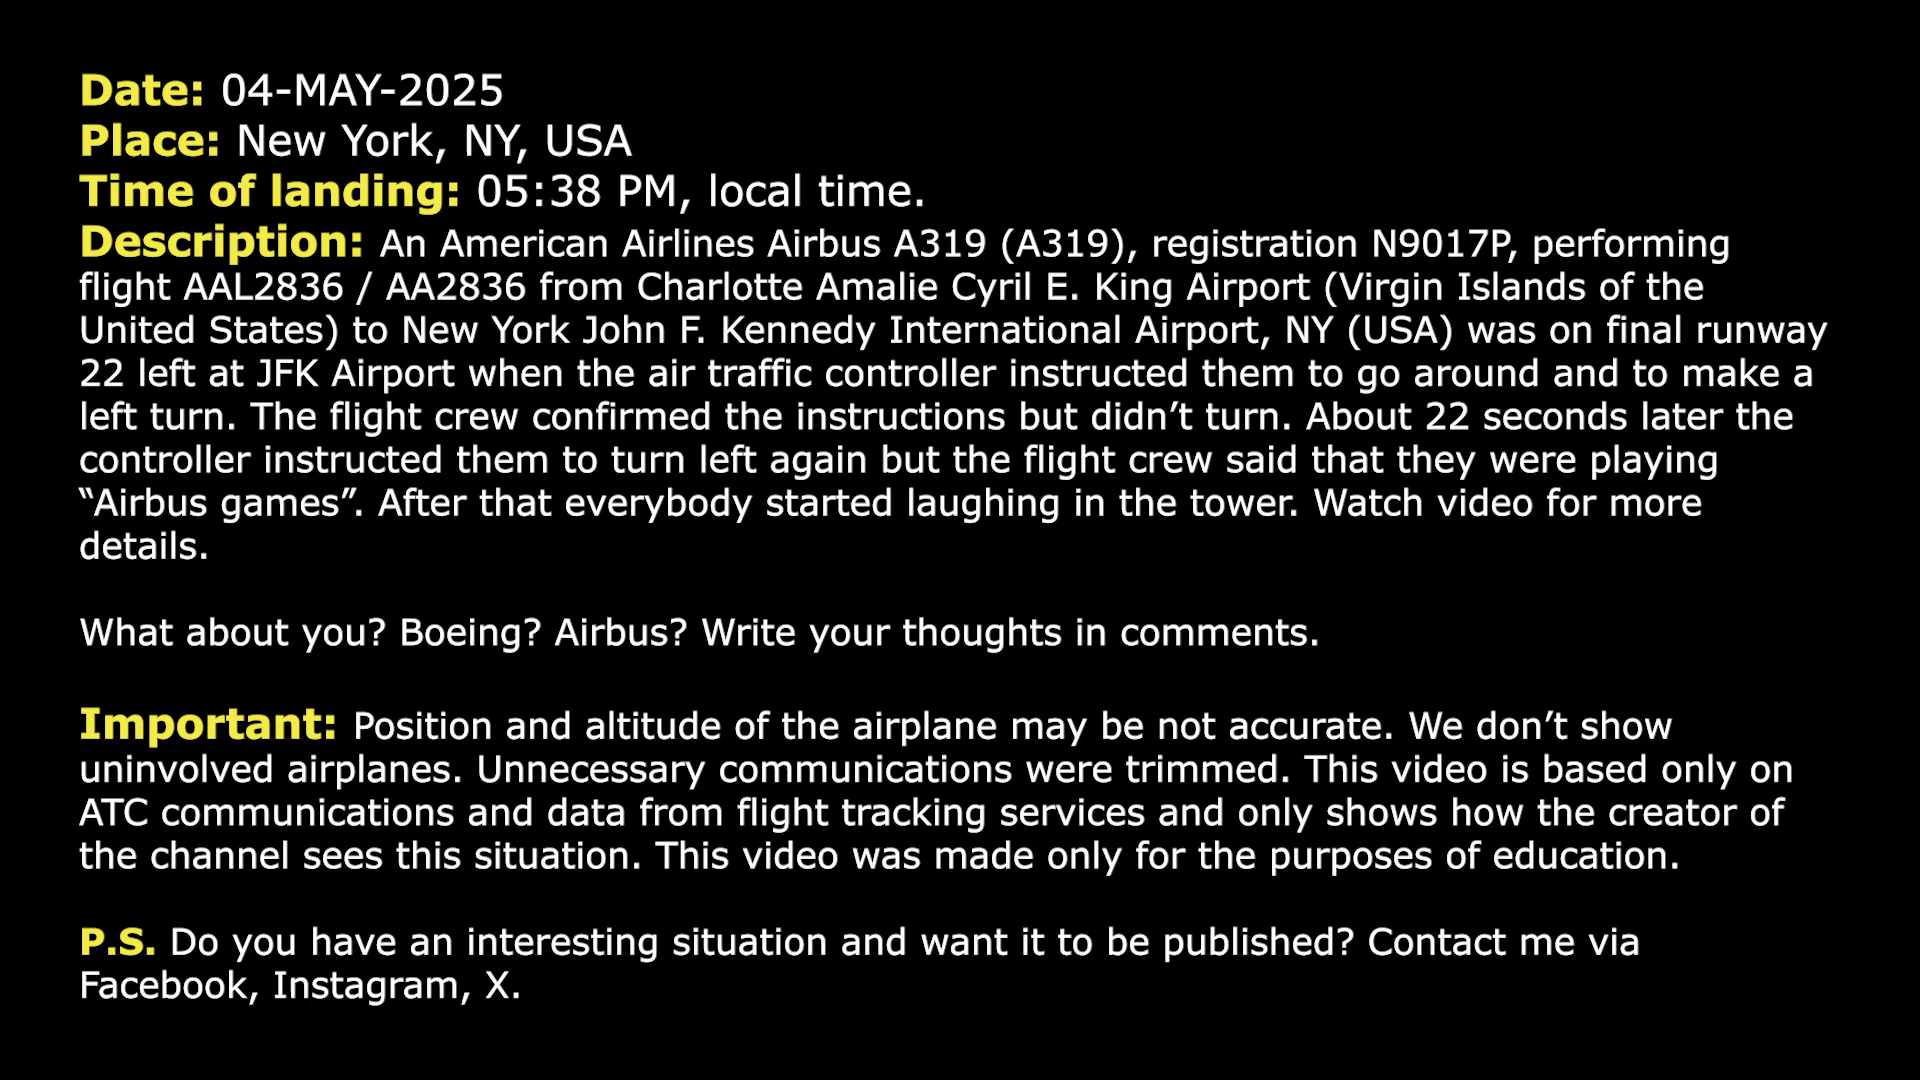 Date: 04-MAY-2025
Place: New York, NY, USA
Time of landing: 05:38 PM, local time.
Description: An American Airlines Airbus A319 (A319), registration N9017P, performing
flight AAL2836 / AA2836 from Charlotte Amalie Cyril E. King Airport (Virgin Islands of the
United States) to New York John F. Kennedy International Airport, NY (USA) was on final runway
22 left at JFK Airport when the air traffic controller instructed them to go around and to make a
left turn. The flight crew confirmed the instructions but didn’t turn. About 22 seconds later the
controller instructed them to turn left again but the flight crew said that they were playing
“Airbus games”. After that everybody started laughing in the tower. Watch video for more
details.
What about you? Boeing? Airbus? Write your thoughts in comments.
Important: Position and altitude of the airplane may be not accurate. We don’t show
uninvolved airplanes. Unnecessary communications were trimmed. This video is based only on
ATC communications and data from flight tracking services and only shows how the creator of
the channel sees this situation. This video was made only for the purposes of education.
P.S. Do you have an interesting situation and want it to be published? Contact me via
Facebook, Instagram, X.